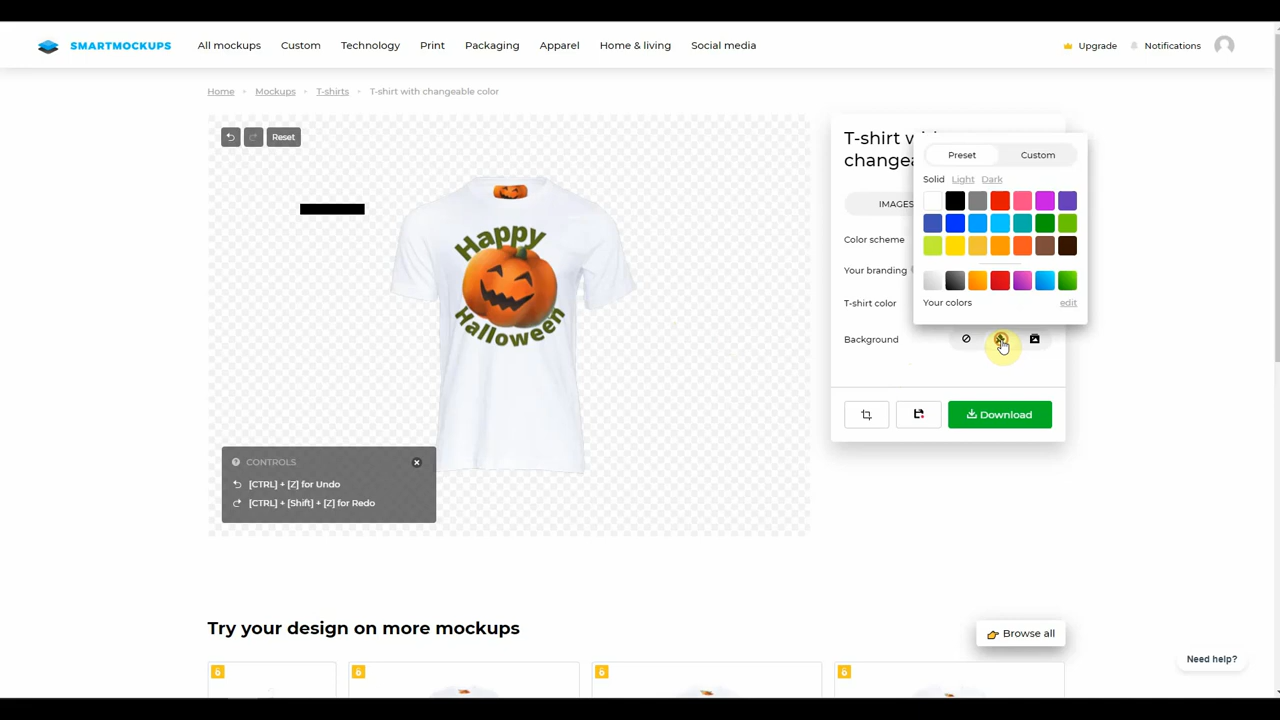 SMARTMOCKUPS
All mockups
Custom
Technology
Print
Packaging
Apparel
Home & living
Social media
Upgrade
Notifications
Home
Mockups
T-shirts
T-shirt with changeable color
Reset
Happy
Halloween
CONTROLS
[CTRL] + [Z] for Undo
[CTRL] + [Shift] + [Z] for Redo
T-shirt
IMAGES
Color scheme
Your branding
T-shirt color
Background
Preset
Custom
Solid
Light
Dark
Your colors
edit
Download
Try your design on more mockups
Browse all
Need help?